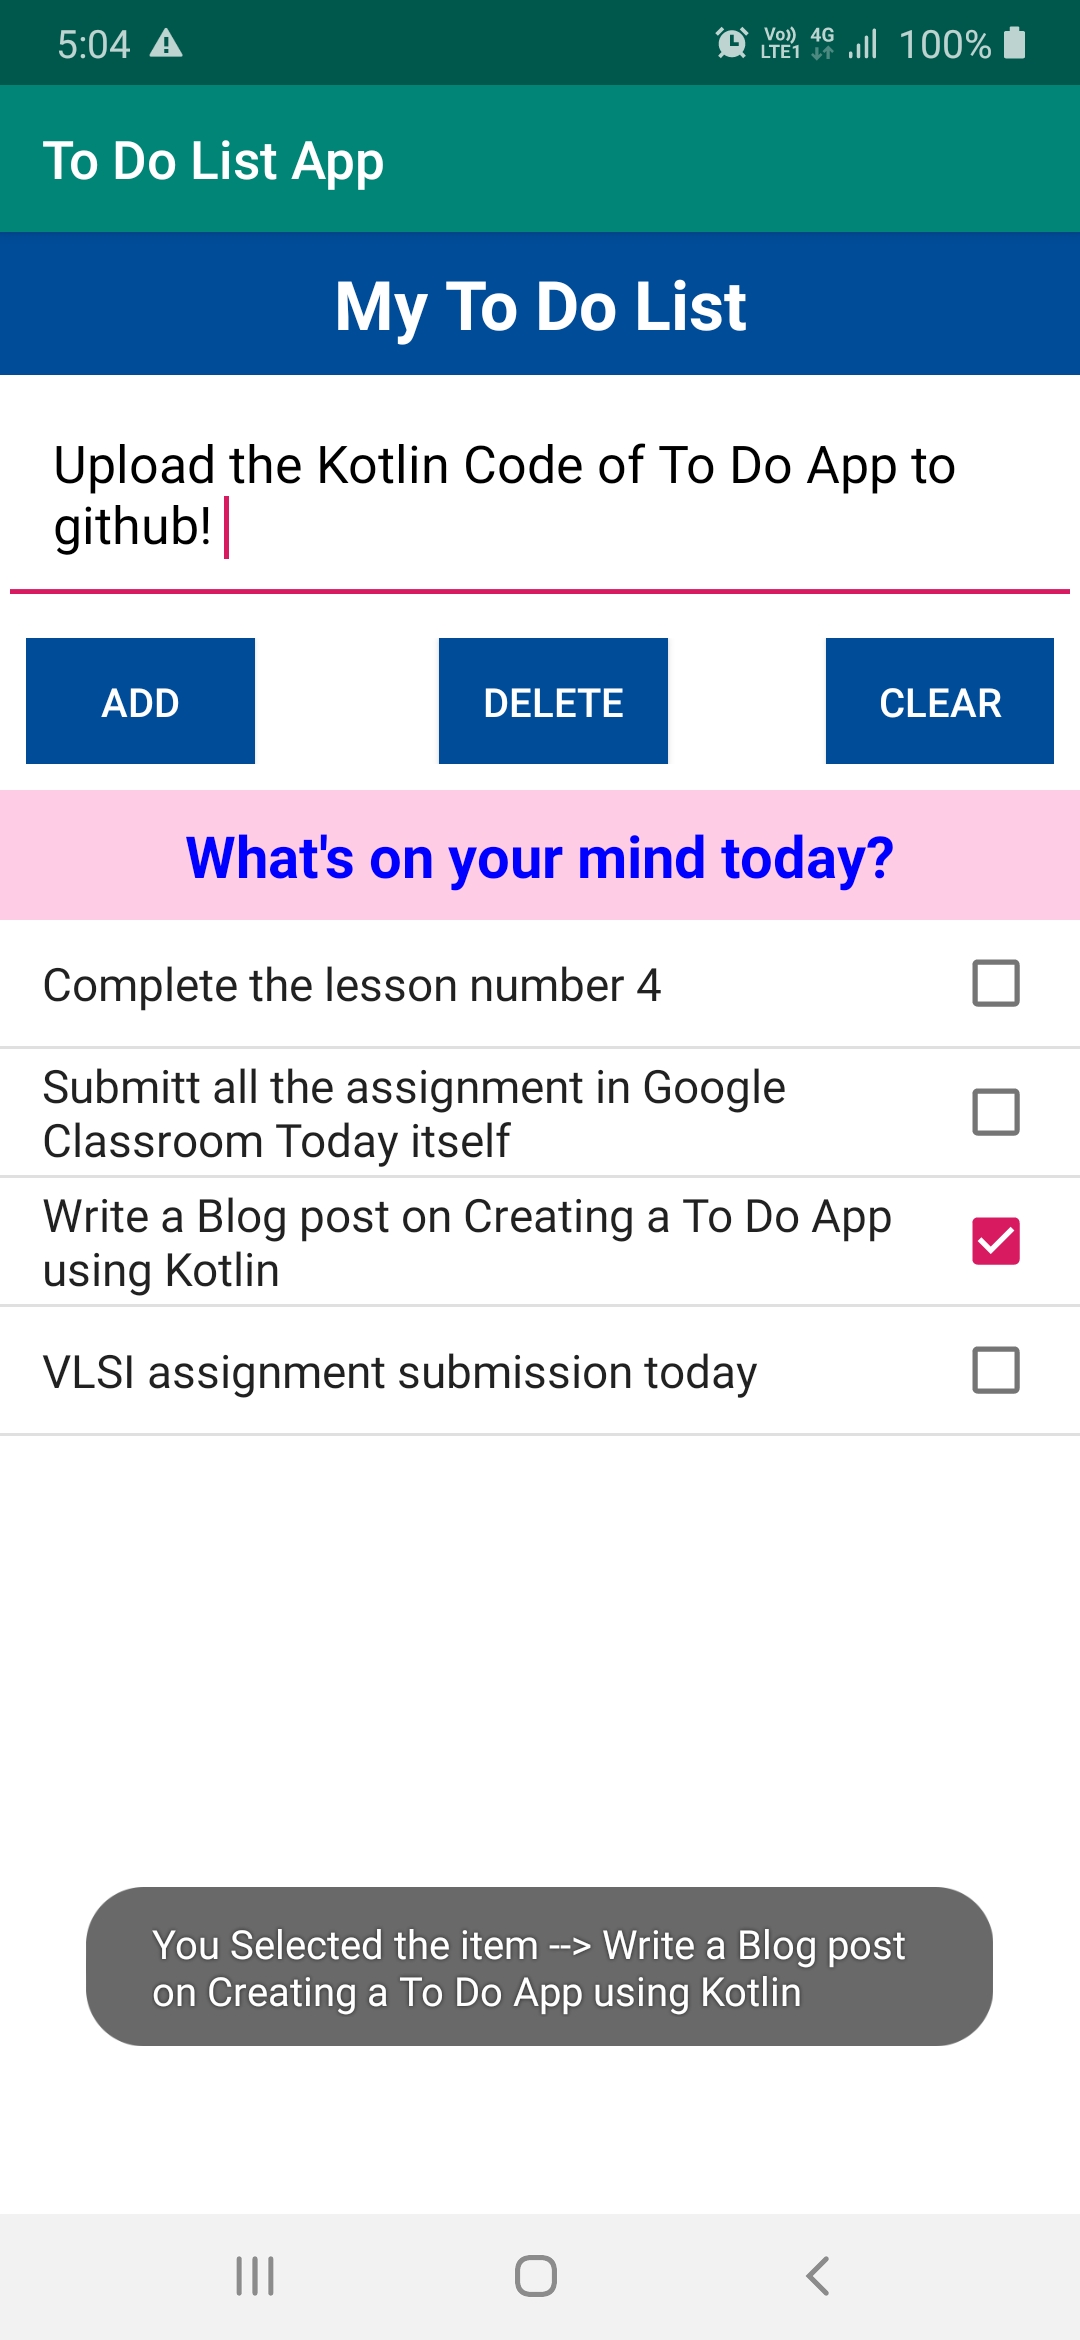 5:04
Vo)) 4G 100%
LTE1
To Do List App
My To Do List
Upload the Kotlin Code of To Do App to
github!
ADD DELETE CLEAR
What's on your mind today?
Complete the lesson number 4
Submitt all the assignment in Google
Classroom Today itself
Write a Blog post on Creating a To Do App
using Kotlin
VLSI assignment submission today
You Selected the item --> Write a Blog post
on Creating a To Do App using Kotlin